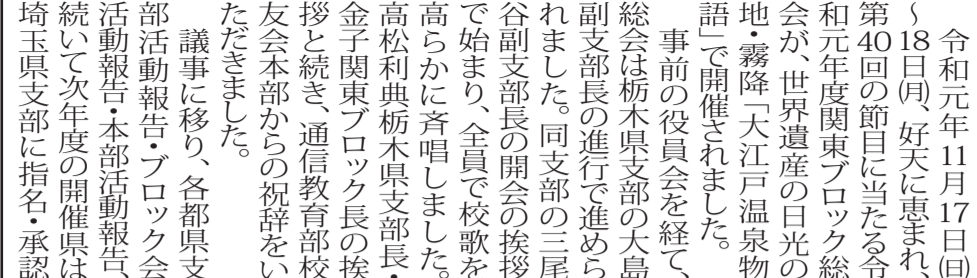 令和元年11月17日㈰
～18日㈪、好天に恵まれ、
第40回の節目に当たる令
和元年度関東ブロック総
会が、世界遺産の日光の
地・霧降「大江戸温泉物
語」で開催されました。
事前の役員会を経て、
総会は栃木県支部の大島
副支部長の進行で進めら
れました。同支部の三尾
谷副支部長の開会の挨拶
で始まり、全員で校歌を
高らかに斉唱しました。
高松利典栃木県支部長・
金子関東ブロック長の挨
拶と続き、通信教育部校
友会本部からの祝辞をい
ただきました。
議事に移り、各都県支
部活動報告・ブロック会
活動報告・本部活動報告、
続いて次年度の開催県は
埼玉県支部に指名・承認